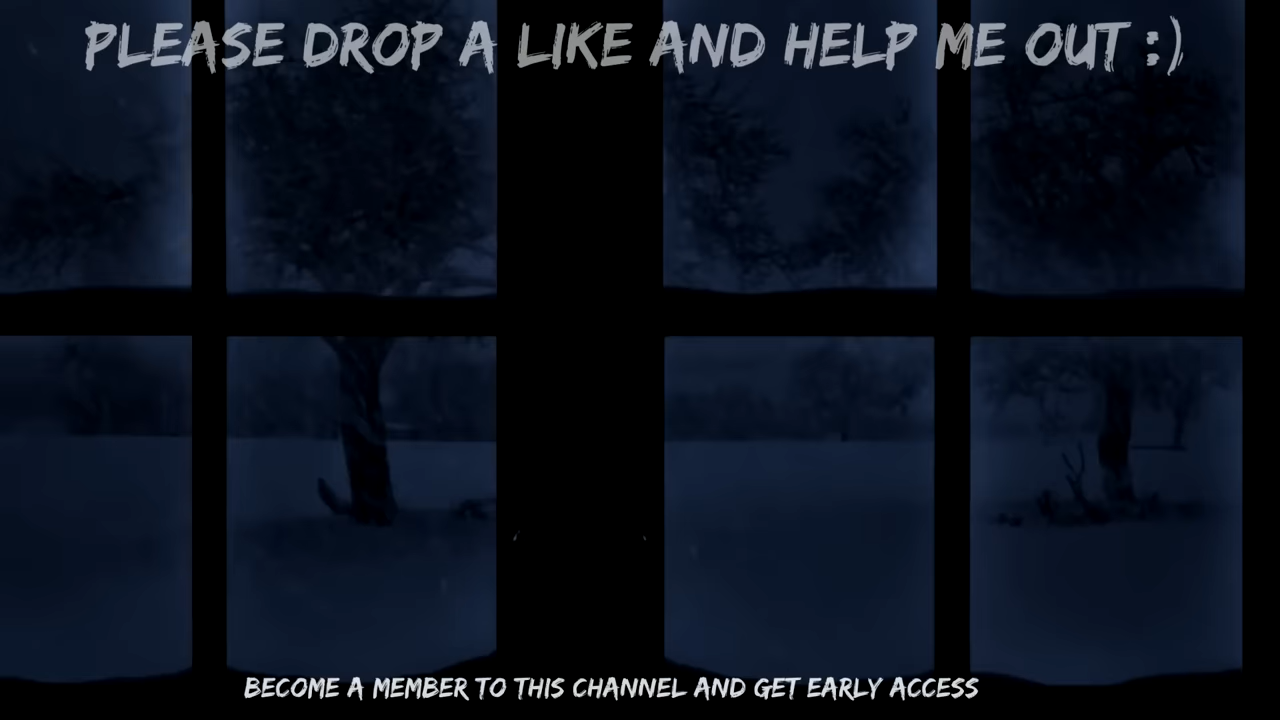 PLEASE DROP A LIKE AND HELP ME OUT :)
BECOME A MEMBER TO THIS CHANNEL AND GET EARLY ACCESS